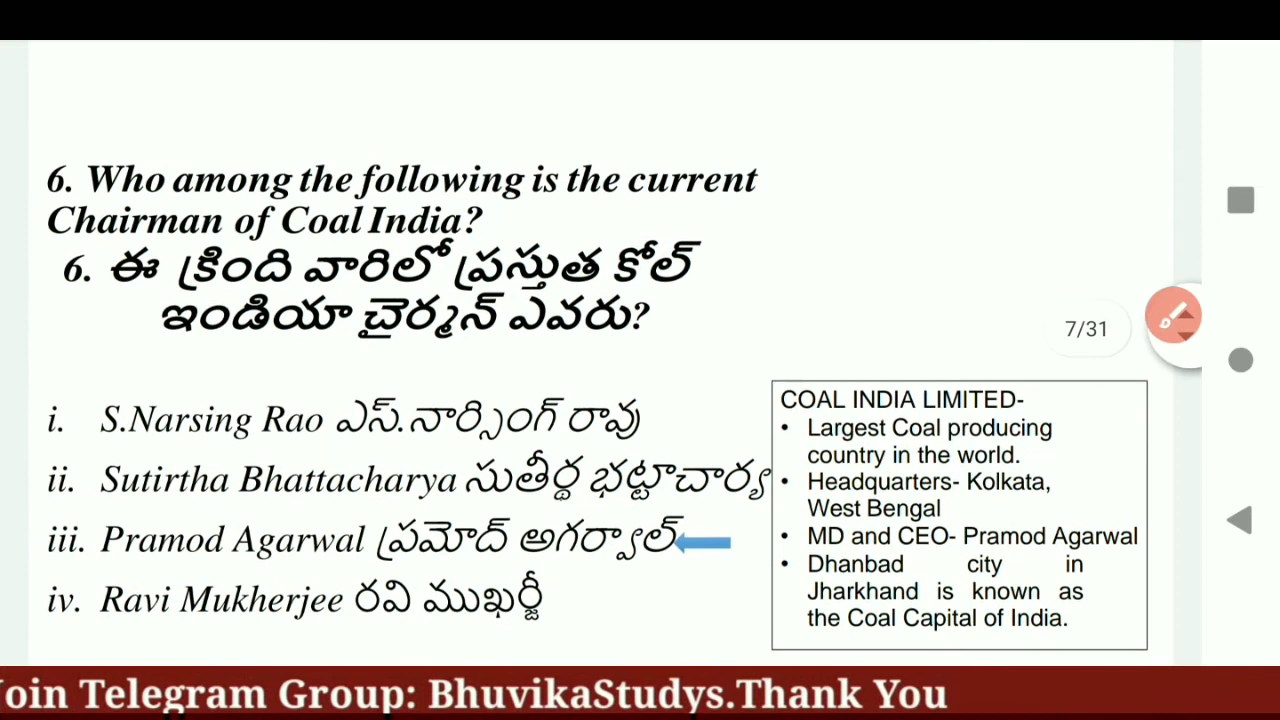 6. Who among the following is the current
Chairman of Coal India?
6. ఈ క్రింది వారిలో ప్రస్తుత కోల్
ఇండియా చైర్మన్ ఎవరు?
7/31
i. S.Narsing Rao ఎస్.నార్సింగ్ రావు
ii. Sutirtha Bhattacharya సుతీర్థ భట్టాచార్య
iii. Pramod Agarwal ప్రమోద్ అగర్వాల్
iv. Ravi Mukherjee రవి ముఖర్జీ
COAL INDIA LIMITED-
• Largest Coal producing
country in the world.
• Headquarters- Kolkata,
West Bengal
• MD and CEO- Pramod Agarwal
• Dhanbad city in
Jharkhand is known as
the Coal Capital of India.
Join Telegram Group: BhuvikaStudys.Thank You